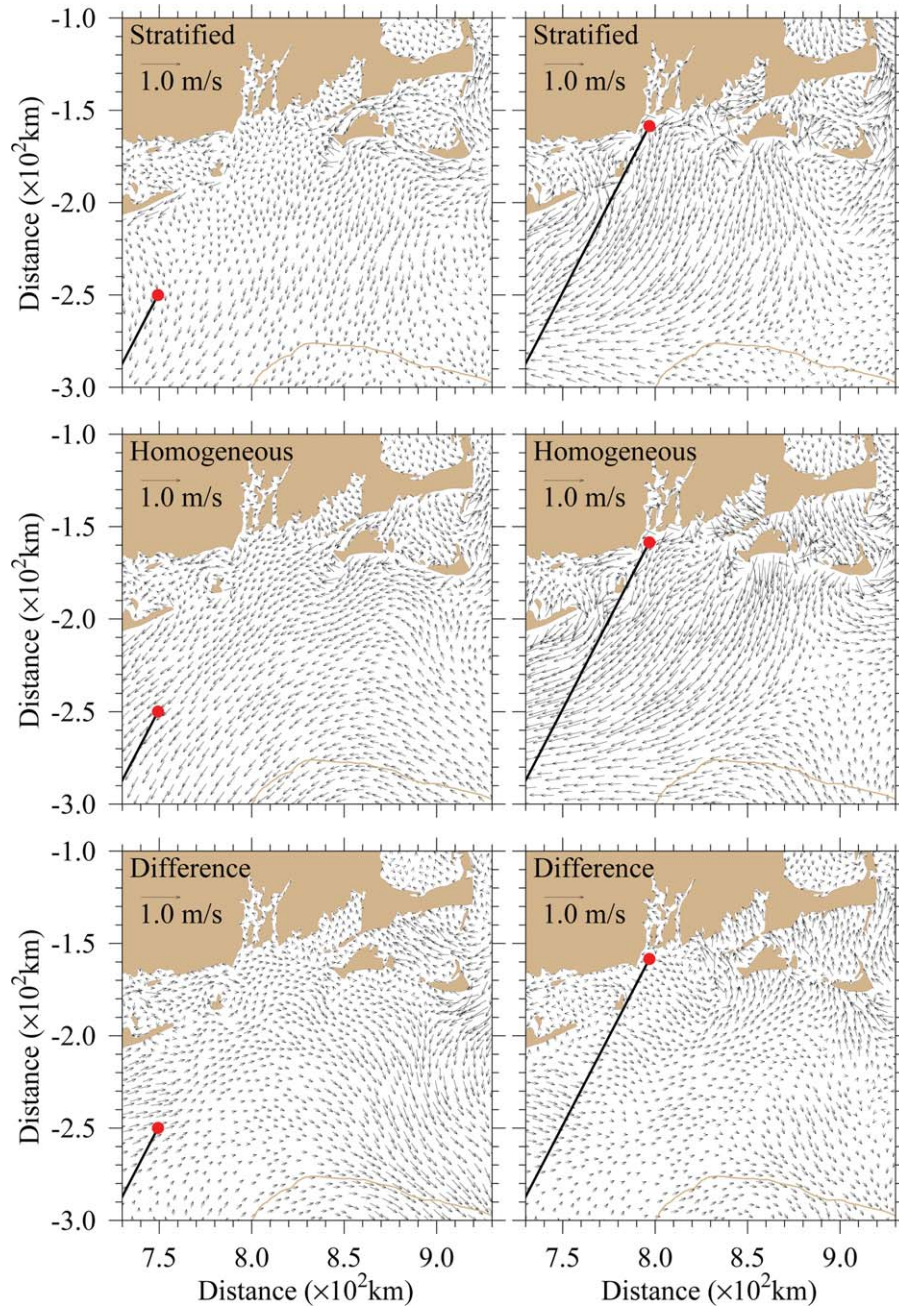 Stratified
1.0 m/s
Stratified
1.0 m/s
-1.0
-1.5
-2.0
-2.5
-3.0
Distance (×10²km)
Homogeneous
1.0 m/s
Homogeneous
1.0 m/s
-1.0
-1.5
-2.0
-2.5
-3.0
Distance (×10²km)
Difference
1.0 m/s
Difference
1.0 m/s
-1.0
-1.5
-2.0
-2.5
-3.0
Distance (×10²km)
7.5 8.0 8.5 9.0
7.5 8.0 8.5 9.0
Distance (×10²km)
Distance (×10²km)